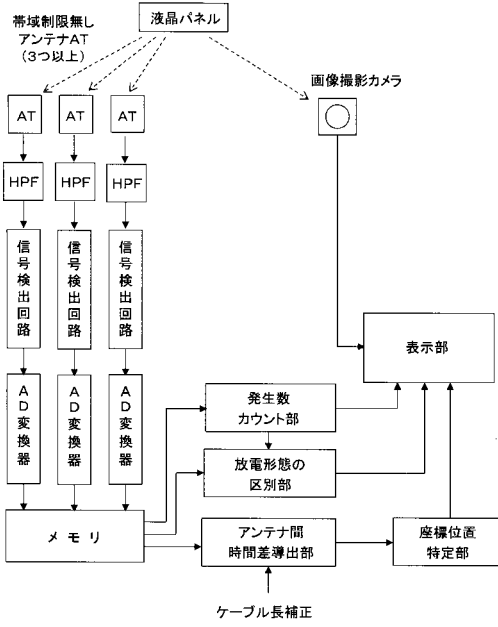 液晶パネル
帯域制限無し
アンテナAT
(3つ以上)
画像撮影カメラ
AT
AT
AT
HPF
HPF
HPF
信号検出回路
信号検出回路
信号検出回路
表示部
AD変換器
AD変換器
AD変換器
発生数
カウント部
放電形態の
区別部
メモリ
アンテナ間
時間差導出部
座標位置
特定部
ケーブル長補正